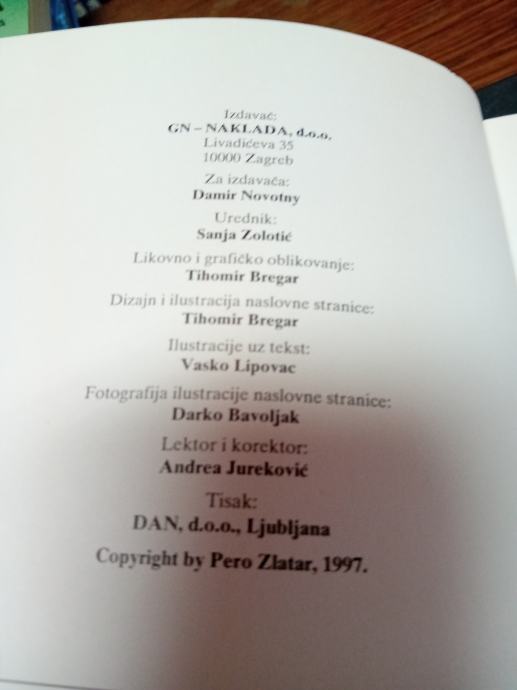 Izdavač:
GN – NAKLADA, d.o.o.
Livadićeva 35
10000 Zagreb
Za izdavača:
Damir Novotny
Urednik:
Sanja Zolotić
Likovno i grafičko oblikovanje:
Tihomir Bregar
Dizajn i ilustracija naslovne stranice:
Tihomir Bregar
Ilustracije uz tekst:
Vasko Lipovac
Fotografija ilustracije naslovne stranice:
Darko Bavoljak
Lektor i korektor:
Andrea Jureković
Tisak:
DAN, d.o.o., Ljubljana
Copyright by Pero Zlatar, 1997.